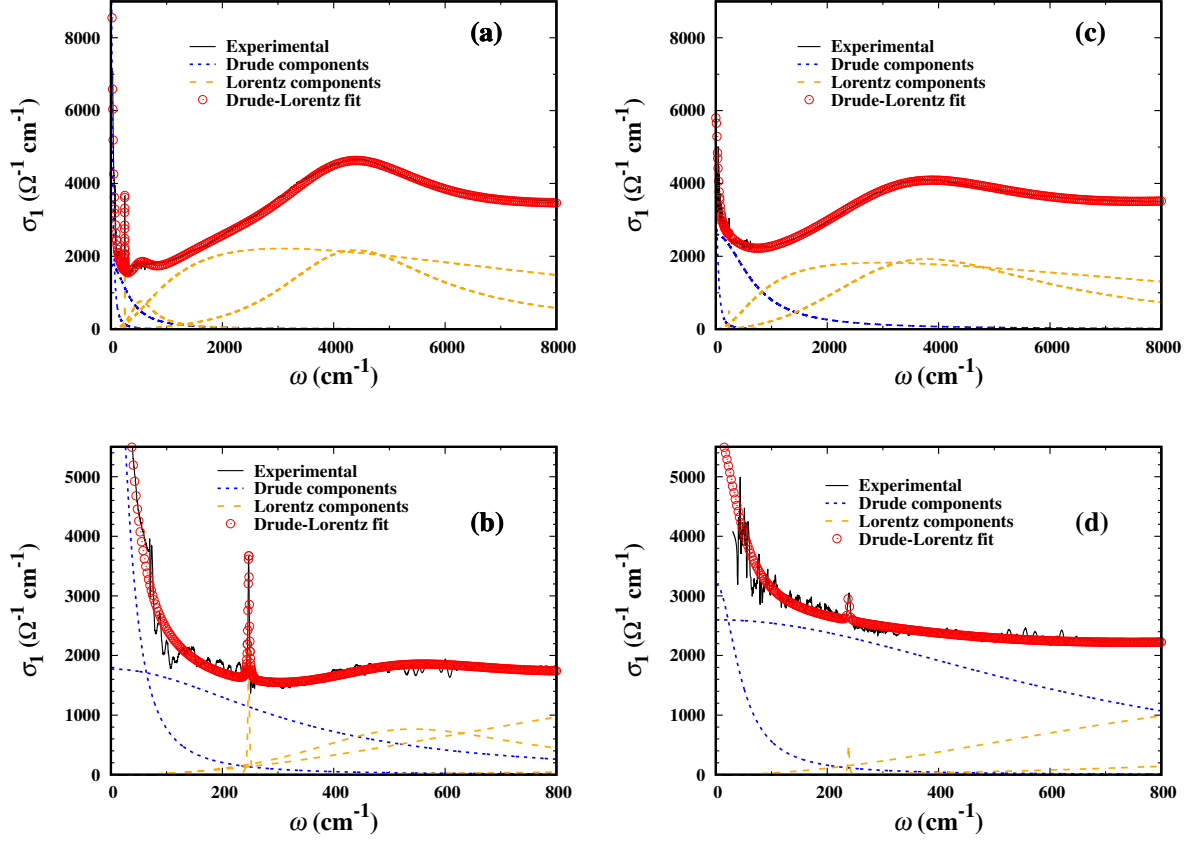 (a)
Experimental
Drude components
Lorentz components
Drude-Lorentz fit
σ1 (Ω-1 cm-1)
8000
6000
4000
2000
0
0 2000 4000 6000 8000
ω (cm-1)
(c)
Experimental
Drude components
Lorentz components
Drude-Lorentz fit
σ1 (Ω-1 cm-1)
8000
6000
4000
2000
0
0 2000 4000 6000 8000
ω (cm-1)
(b)
Experimental
Drude components
Lorentz components
Drude-Lorentz fit
σ1 (Ω-1 cm-1)
5000
4000
3000
2000
1000
0
0 200 400 600 800
ω (cm-1)
(d)
Experimental
Drude components
Lorentz components
Drude-Lorentz fit
σ1 (Ω-1 cm-1)
5000
4000
3000
2000
1000
0
0 200 400 600 800
ω (cm-1)